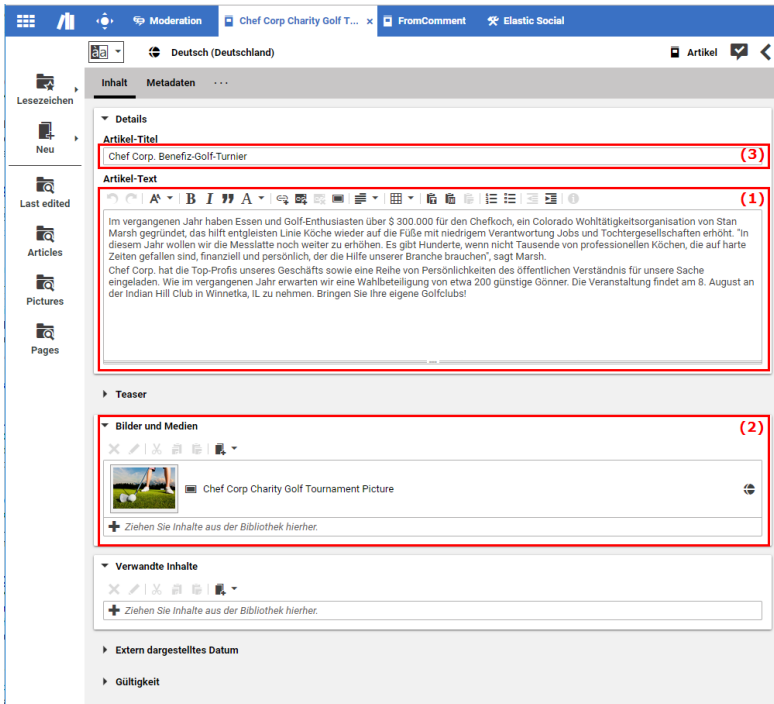 Moderation
Chef Corp Charity Golf T... ×
FromComment
Elastic Social
àa
Deutsch (Deutschland)
Artikel
Lesezeichen
Neu
Last edited
Articles
Pictures
Pages
Inhalt Metadaten ...
Details
Artikel-Titel
Chef Corp. Benefiz-Golf-Turnier
(3)
Artikel-Text
(1)
B I A
Im vergangenen Jahr haben Essen und Golf-Enthusiasten über $ 300.000 für den Chefkoch, ein Colorado Wohltätigkeitsorganisation von Stan
Marsh gegründet, das hilft entgleisten Linie Köche wieder auf die Füße mit niedrigem Verantwortung Jobs und Tochtergesellschaften erhöht. "In
diesem Jahr wollen wir die Messlatte noch weiter zu erhöhen. Es gibt Hunderte, wenn nicht Tausende von professionellen Köchen, die auf harte
Zeiten gefallen sind, finanziell und persönlich, der die Hilfe unserer Branche brauchen", sagt Marsh.
Chef Corp. hat die Top-Profis unseres Geschäfts sowie eine Reihe von Persönlichkeiten des öffentlichen Verständnis für unsere Sache
eingeladen. Wie im vergangenen Jahr erwarten wir eine Wahlbeteiligung von etwa 200 günstige Gönner. Die Veranstaltung findet am 8. August an
der Indian Hill Club in Winnetka, IL zu nehmen. Bringen Sie Ihre eigene Golfclubs!
Teaser
Bilder und Medien
(2)
Chef Corp Charity Golf Tournament Picture
Ziehen Sie Inhalte aus der Bibliothek hierher.
Verwandte Inhalte
Ziehen Sie Inhalte aus der Bibliothek hierher.
Extern dargestelltes Datum
Gültigkeit